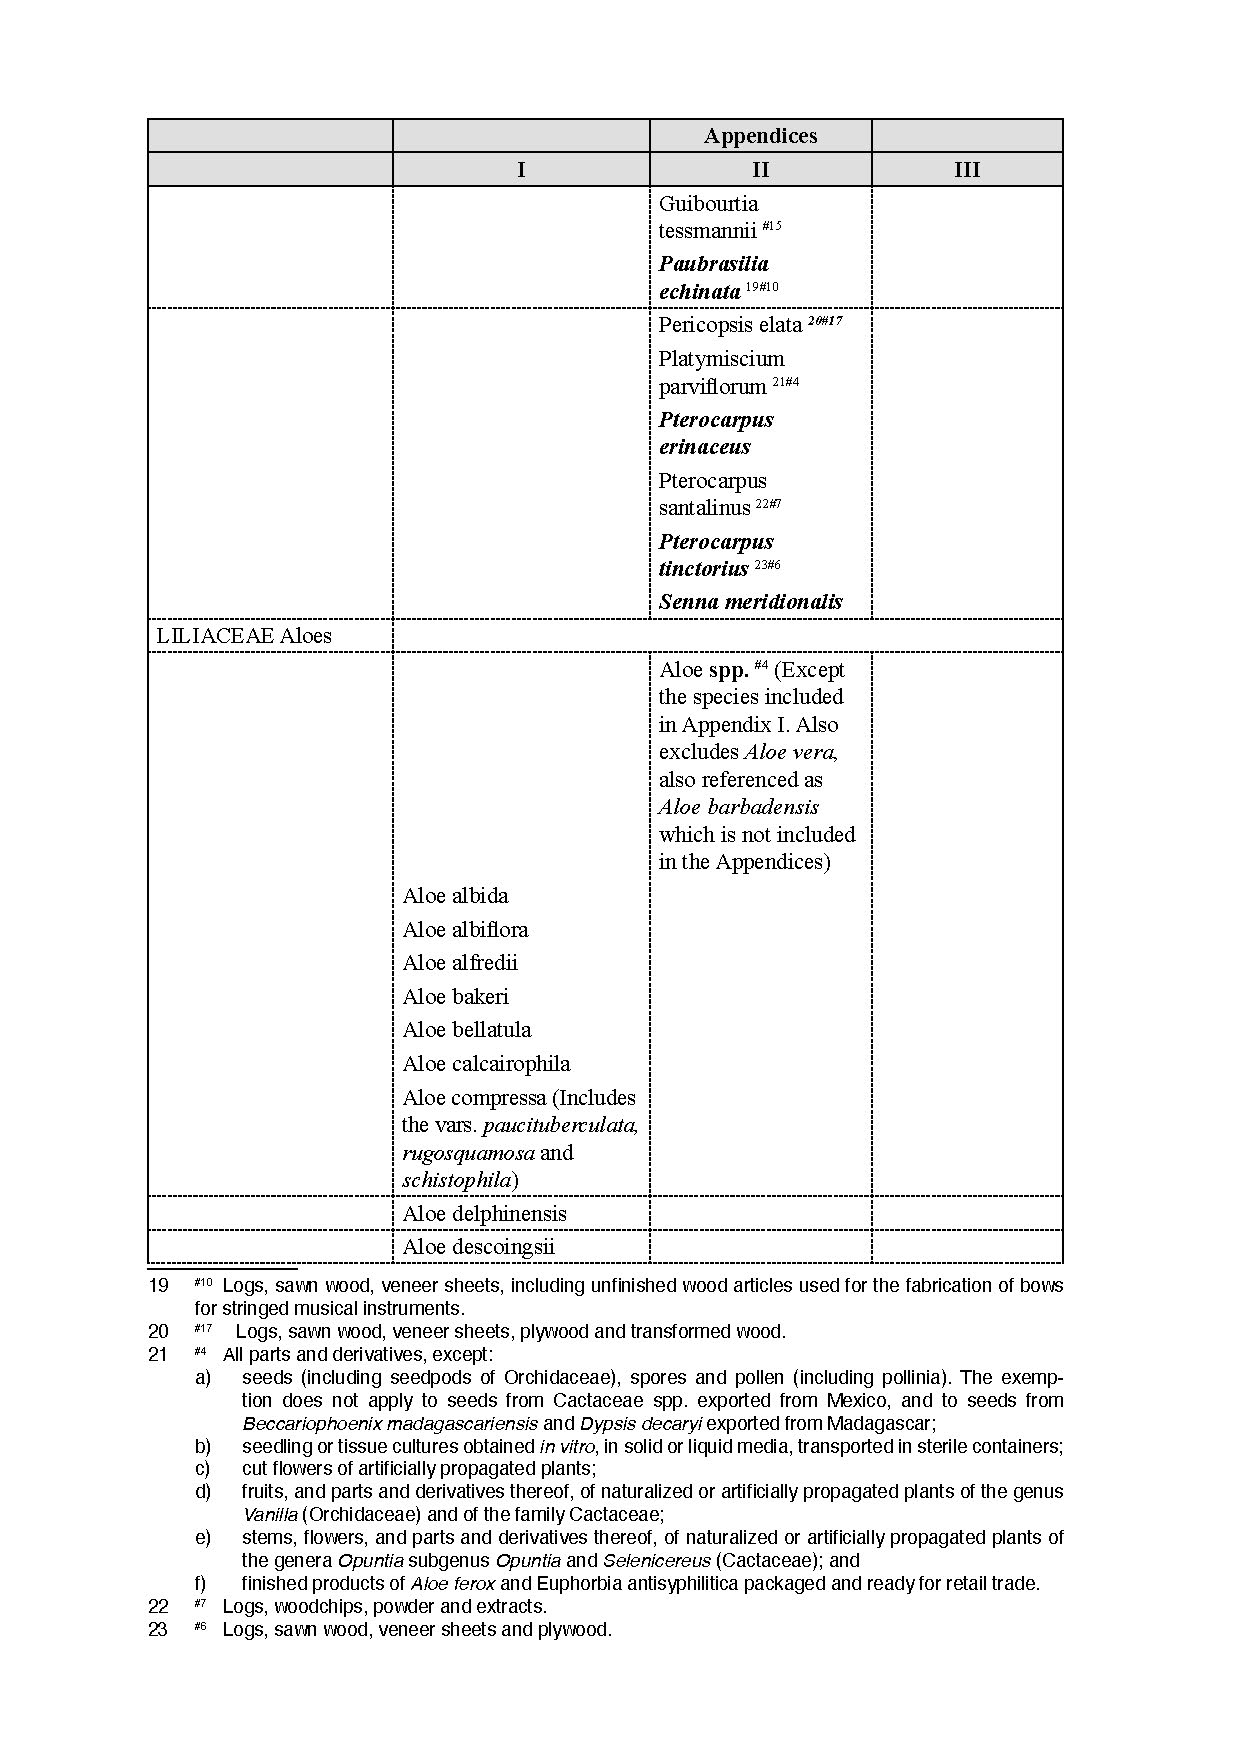 Appendices
I II III
Guibourtia
tessmannii #15
Paubrasilia
echinata 19#10
Pericopsis elata 20#17
Platymiscium
parviflorum 21#4
Pterocarpus
erinaceus
Pterocarpus
santalinus 22#7
Pterocarpus
tinctorius 23#6
Senna meridionalis
LILIACEAE Aloes
Aloe spp. #4 (Except
the species included
in Appendix I. Also
excludes Aloe vera,
also referenced as
Aloe barbadensis
which is not included
in the Appendices)
Aloe albida
Aloe albiflora
Aloe alfredii
Aloe bakeri
Aloe bellatula
Aloe calcairophila
Aloe compressa (Includes
the vars. paucituberculata,
rugosquamosa and
schistophila)
Aloe delphinensis
Aloe descoingsii
19 #10 Logs, sawn wood, veneer sheets, including unfinished wood articles used for the fabrication of bows
for stringed musical instruments.
20 #17 Logs, sawn wood, veneer sheets, plywood and transformed wood.
21 #4 All parts and derivatives, except:
a) seeds (including seedpods of Orchidaceae), spores and pollen (including pollinia). The exemp-
tion does not apply to seeds from Cactaceae spp. exported from Mexico, and to seeds from
Beccariophoenix madagascariensis and Dypsis decaryi exported from Madagascar;
b) seedling or tissue cultures obtained in vitro, in solid or liquid media, transported in sterile containers;
c) cut flowers of artificially propagated plants;
d) fruits, and parts and derivatives thereof, of naturalized or artificially propagated plants of the genus
Vanilla (Orchidaceae) and of the family Cactaceae;
e) stems, flowers, and parts and derivatives thereof, of naturalized or artificially propagated plants of
the genera Opuntia subgenus Opuntia and Selenicereus (Cactaceae); and
f) finished products of Aloe ferox and Euphorbia antisyphilitica packaged and ready for retail trade.
22 #7 Logs, woodchips, powder and extracts.
23 #6 Logs, sawn wood, veneer sheets and plywood.